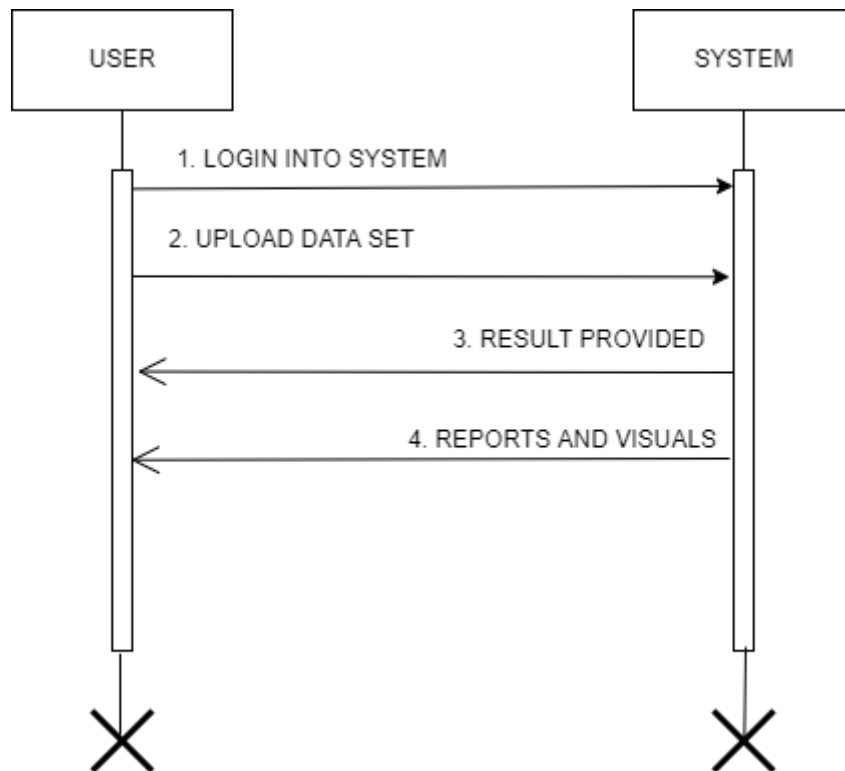 USER
SYSTEM
1. LOGIN INTO SYSTEM
2. UPLOAD DATA SET
3. RESULT PROVIDED
4. REPORTS AND VISUALS